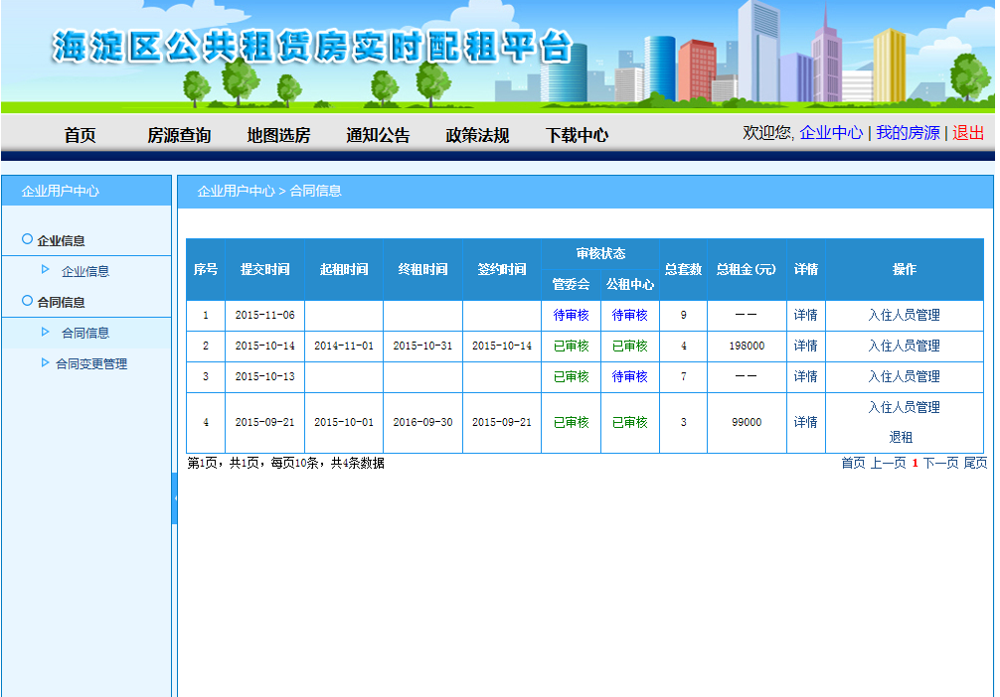 海淀区公共租赁房实时配租平台
首页 房源查询 地图选房 通知公告 政策法规 下载中心 欢迎您, 企业中心 | 我的房源 | 退出
企业用户中心
企业信息
企业信息
合同信息
合同信息
合同变更管理
企业用户中心 > 合同信息
序号 提交时间 起租时间 终租时间 签约时间 审核状态 总套数 总租金(元) 详情 操作
管委会 公租中心
1 2015-11-06 待审核 待审核 9 —— 详情 入住人员管理
2 2015-10-14 2014-11-01 2015-10-31 2015-10-14 已审核 已审核 4 198000 详情 入住人员管理
3 2015-10-13 已审核 待审核 7 —— 详情 入住人员管理
4 2015-09-21 2015-10-01 2016-09-30 2015-09-21 已审核 已审核 3 99000 详情 入住人员管理
退租
第1页，共1页，每页10条，共4条数据 首页 上一页 1 下一页 尾页